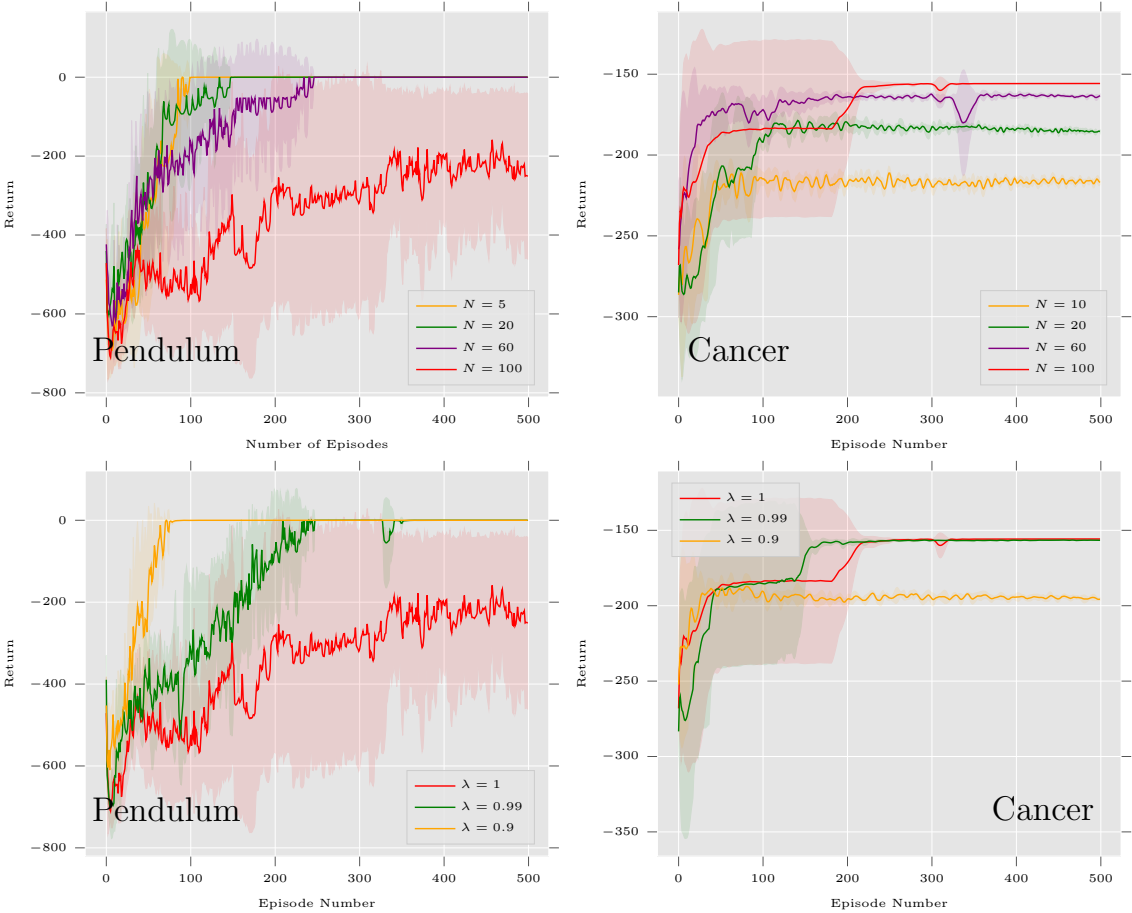 0
−200
−400
−600
−800
Return
0
100
200
300
400
500
Number of Episodes
N = 5
N = 20
N = 60
N = 100
Pendulum
−150
−200
−250
−300
Return
0
100
200
300
400
500
Episode Number
N = 10
N = 20
N = 60
N = 100
Cancer
0
−200
−400
−600
−800
Return
0
100
200
300
400
500
Episode Number
λ = 1
λ = 0.99
λ = 0.9
Pendulum
λ = 1
λ = 0.99
λ = 0.9
−150
−200
−250
−300
−350
Return
Cancer
0
100
200
300
400
500
Episode Number